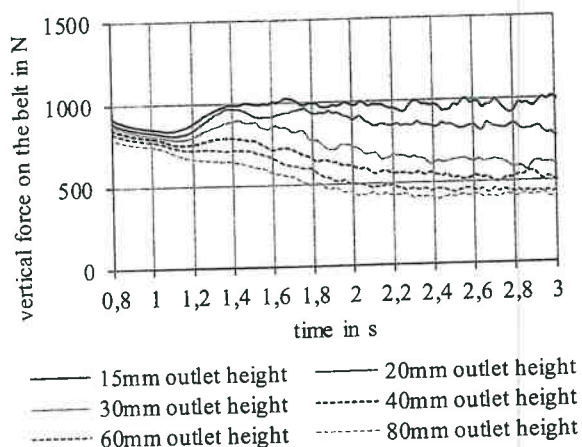 1500
1000
500
0
vertical force on the belt in N
0,8 1 1,2 1,4 1,6 1,8 2 2,2 2,4 2,6 2,8 3
time in s
15mm outlet height 20mm outlet height
30mm outlet height 40mm outlet height
60mm outlet height 80mm outlet height